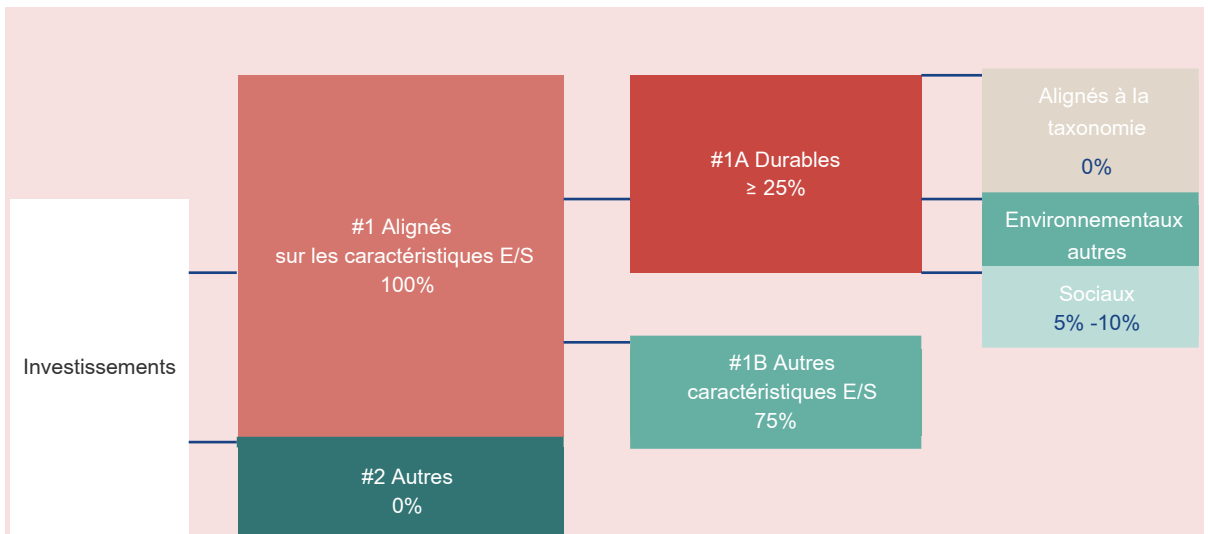 Investissements
#1 Alignés
sur les caractéristiques E/S
100%
#2 Autres
0%
#1A Durables
≥ 25%
#1B Autres
caractéristiques E/S
75%
Alignés à la
taxonomie
0%
Environnementaux
autres
Sociaux
5% -10%